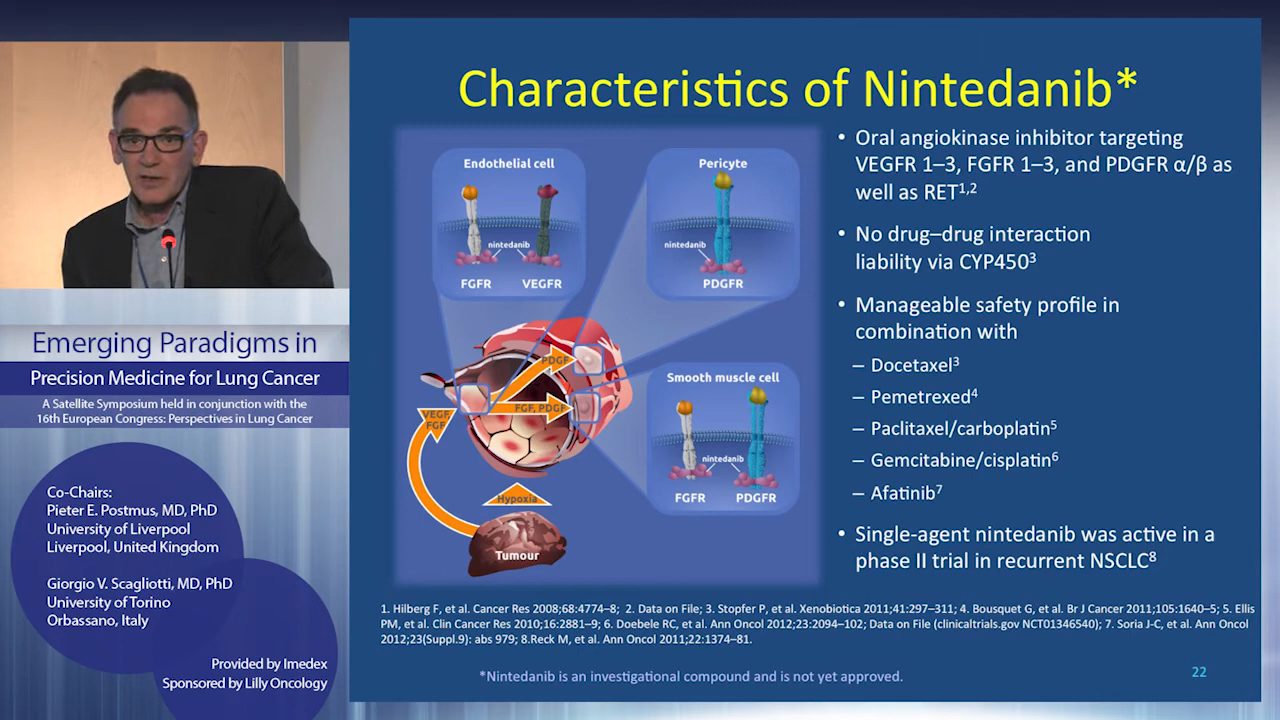 Characteristics of Nintedanib*
Endothelial cell
nintedanib
FGFR
VEGFR
Pericyte
nintedanib
PDGFR
PDGF
FGF, PDGF
VEGF,
FGF
Hypoxia
Tumour
Smooth muscle cell
nintedanib
FGFR
PDGFR
• Oral angiokinase inhibitor targeting
VEGFR 1–3, FGFR 1–3, and PDGFR α/β as
well as RET1,2
• No drug–drug interaction
liability via CYP4503
• Manageable safety profile in
combination with
– Docetaxel3
– Pemetrexed4
– Paclitaxel/carboplatin5
– Gemcitabine/cisplatin6
– Afatinib7
• Single-agent nintedanib was active in a
phase II trial in recurrent NSCLC8
1. Hilberg F, et al. Cancer Res 2008;68:4774–8; 2. Data on File; 3. Stopfer P, et al. Xenobiotica 2011;41:297–311; 4. Bousquet G, et al. Br J Cancer 2011;105:1640–5; 5. Ellis
PM, et al. Clin Cancer Res 2010;16:2881–9; 6. Doebele RC, et al. Ann Oncol 2012;23:2094–102; Data on File (clinicaltrials.gov NCT01346540); 7. Soria J-C, et al. Ann Oncol
2012;23(Suppl.9): abs 979; 8.Reck M, et al. Ann Oncol 2011;22:1374–81.
*Nintedanib is an investigational compound and is not yet approved.
22
Emerging Paradigms in
Precision Medicine for Lung Cancer
A Satellite Symposium held in conjunction with the
16th European Congress: Perspectives in Lung Cancer
Co-Chairs:
Pieter E. Postmus, MD, PhD
University of Liverpool
Liverpool, United Kingdom
Giorgio V. Scagliotti, MD, PhD
University of Torino
Orbassano, Italy
Provided by Imedex
Sponsored by Lilly Oncology